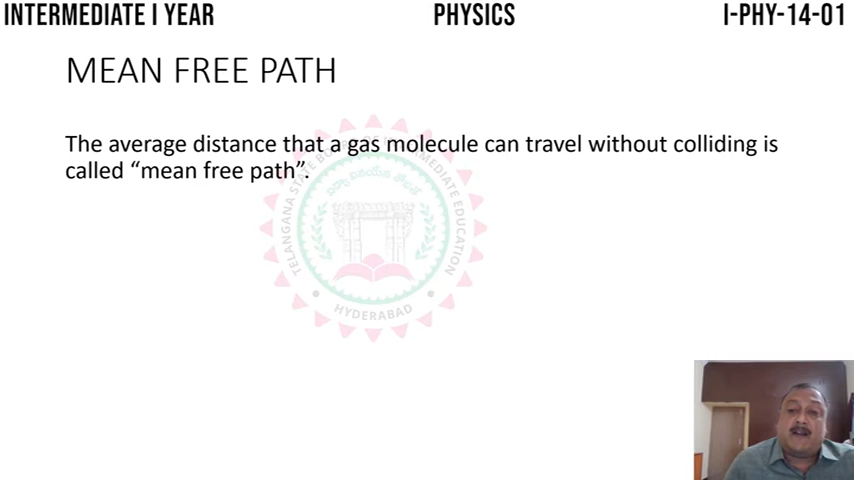 INTERMEDIATE I YEAR
PHYSICS
I-PHY-14-01
MEAN FREE PATH
The average distance that a gas molecule can travel without colliding is
called “mean free path”.
TELANGANA STATE BOARD OF INTERMEDIATE EDUCATION
HYDERABAD